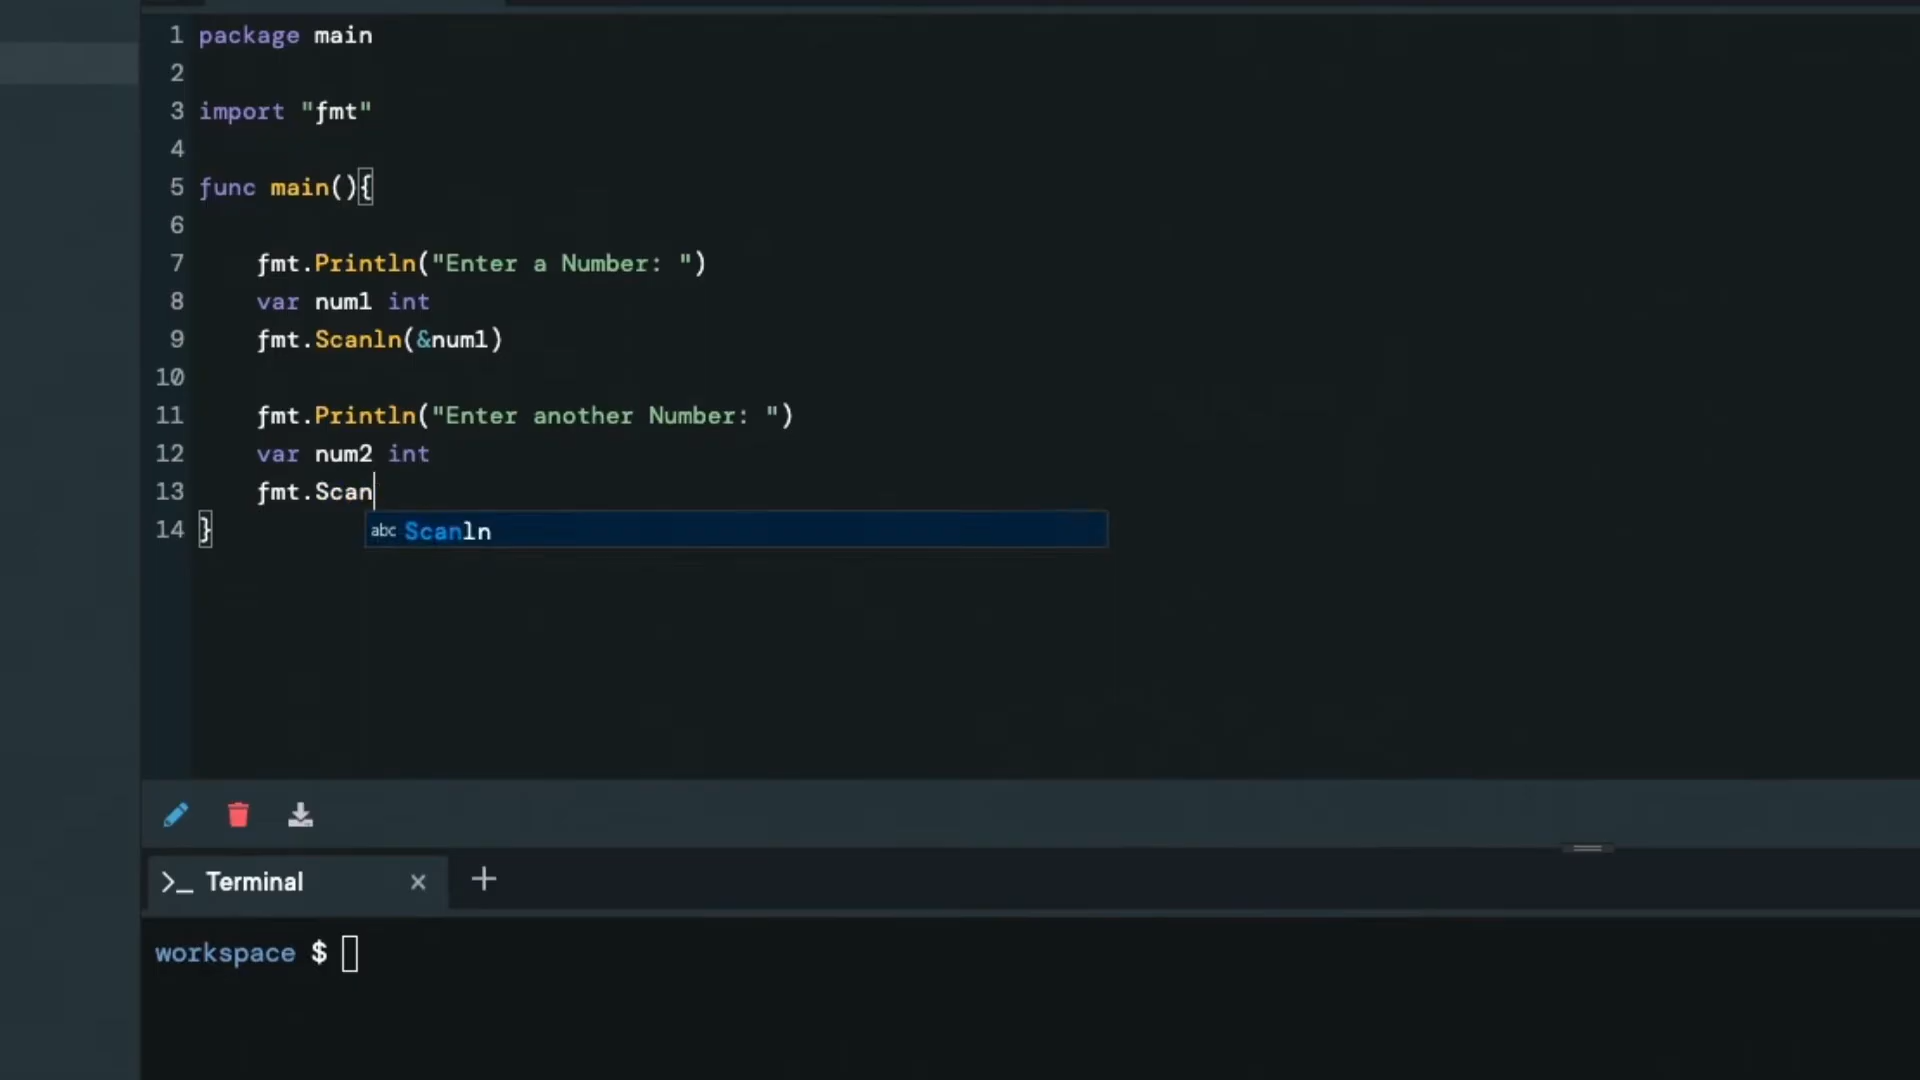 1 package main
2
3 import "fmt"
4
5 func main(){
6
7 fmt.Println("Enter a Number: ")
8 var num1 int
9 fmt.Scanln(&num1)
10
11 fmt.Println("Enter another Number: ")
12 var num2 int
13 fmt.Scan
abc Scanln
14 }
>_ Terminal × +
workspace $